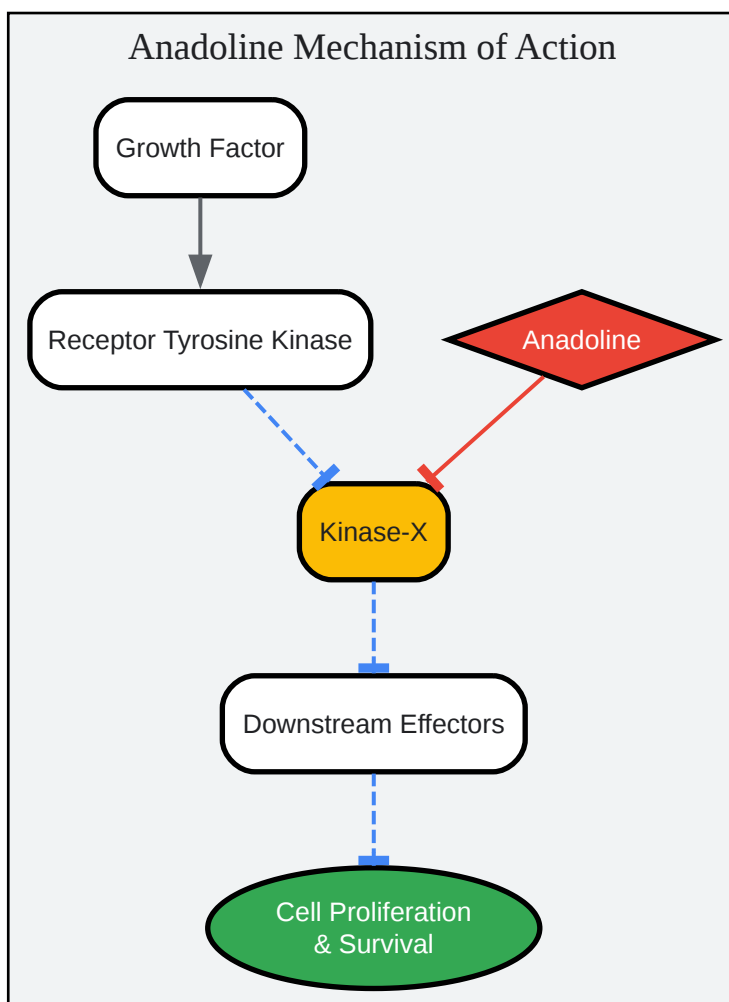 Anadoline Mechanism of Action
Growth Factor
Receptor Tyrosine Kinase
Anadoline
Kinase-X
Downstream Effectors
Cell Proliferation
& Survival